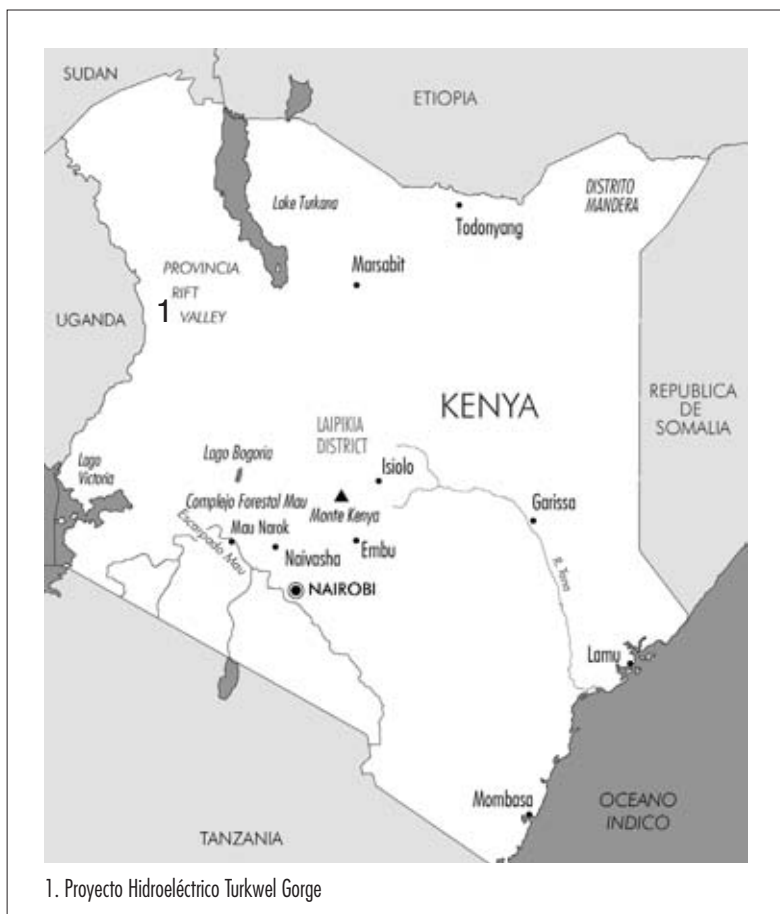 SUDAN
ETIOPIA
DISTRITO
MANDERA
Lake Turkana
Todonyang
Marsabit
PROVINCIA
RIFT
VALLEY
1
UGANDA
KENYA
REPUBLICA
DE
SOMALIA
LAIPIKIA
DISTRICT
Lago Bogoria
Isiolo
Lago
Victoria
Complejo Forestal Mau
Monte Kenya
Garissa
Mau Narok
Escarpado Mau
Naivasha
Embu
R. Tana
NAIROBI
Lamu
Mombasa
OCEANO
INDICO
TANZANIA
1. Proyecto Hidroeléctrico Turkwel Gorge